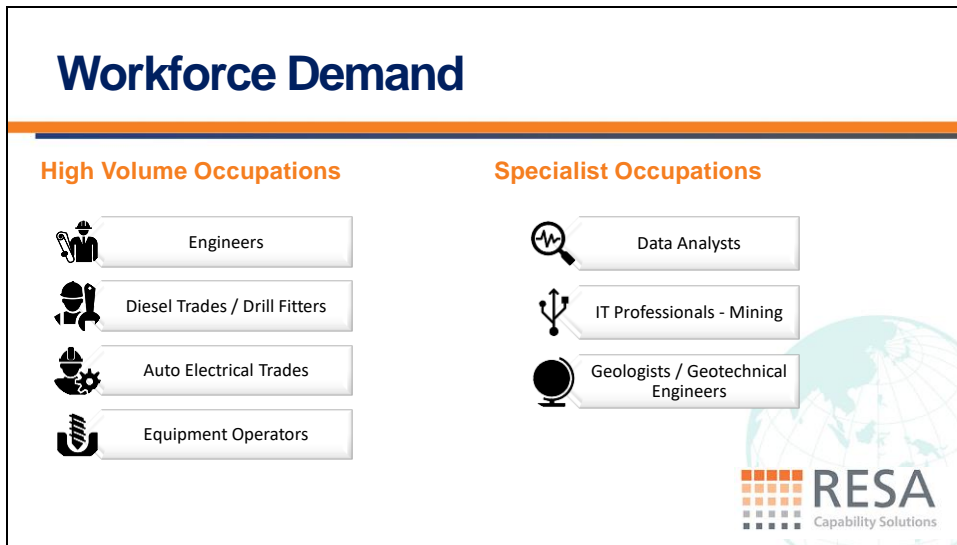 Workforce Demand
High Volume Occupations
Engineers
Diesel Trades / Drill Fitters
Auto Electrical Trades
Equipment Operators
Specialist Occupations
Data Analysts
IT Professionals - Mining
Geologists / Geotechnical
Engineers
RESA
Capability Solutions